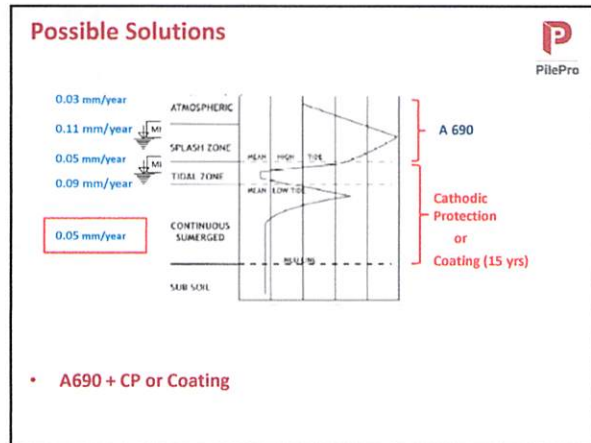 Possible Solutions
PilePro
0.03 mm/year
ATMOSPHERIC
0.11 mm/year
SPLASH ZONE
A 690
0.05 mm/year
MEAN HIGH TIDE
TIDAL ZONE
0.09 mm/year
MEAN LOW TIDE
Cathodic
Protection
or
Coating (15 yrs)
CONTINUOUS
SUMERGED
0.05 mm/year
SUB SOIL
• A690 + CP or Coating